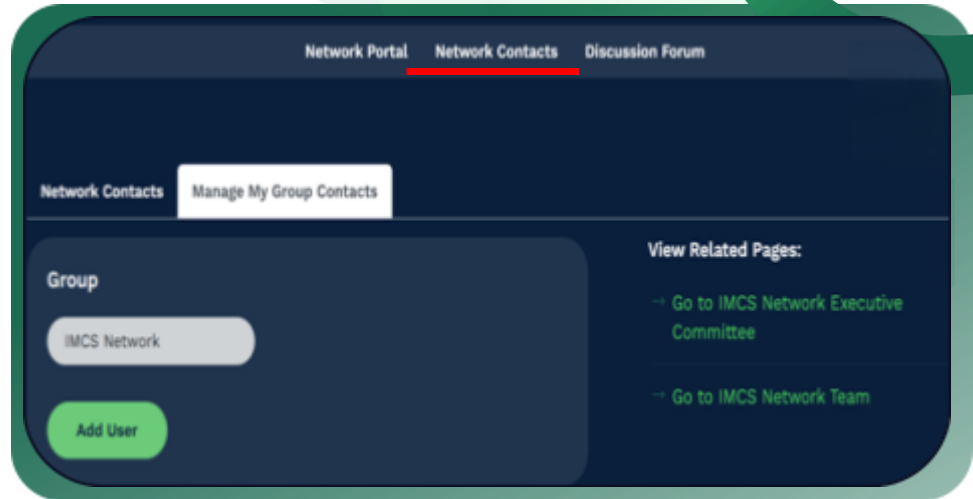 Network Portal Network Contacts Discussion Forum
Network Contacts Manage My Group Contacts
Group
IMCS Network
Add User
View Related Pages:
→ Go to IMCS Network Executive
Committee
→ Go to IMCS Network Team